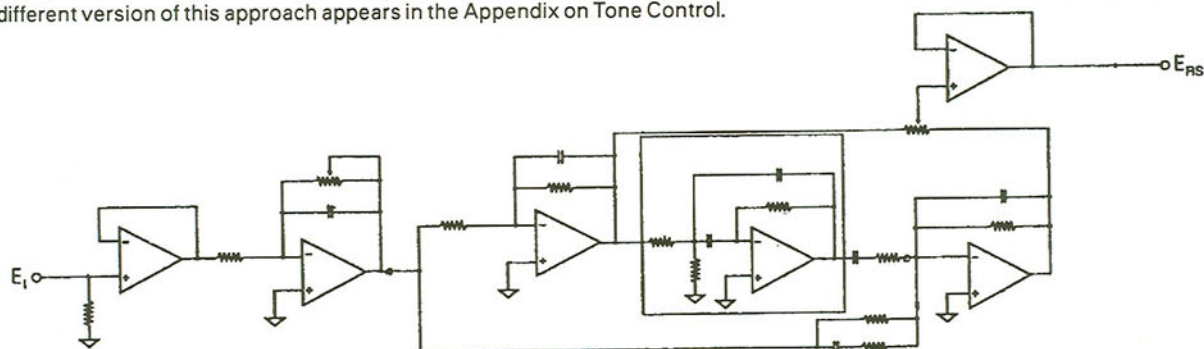 different version of this approach appears in the Appendix on Tone Control.
E_RS
E_I